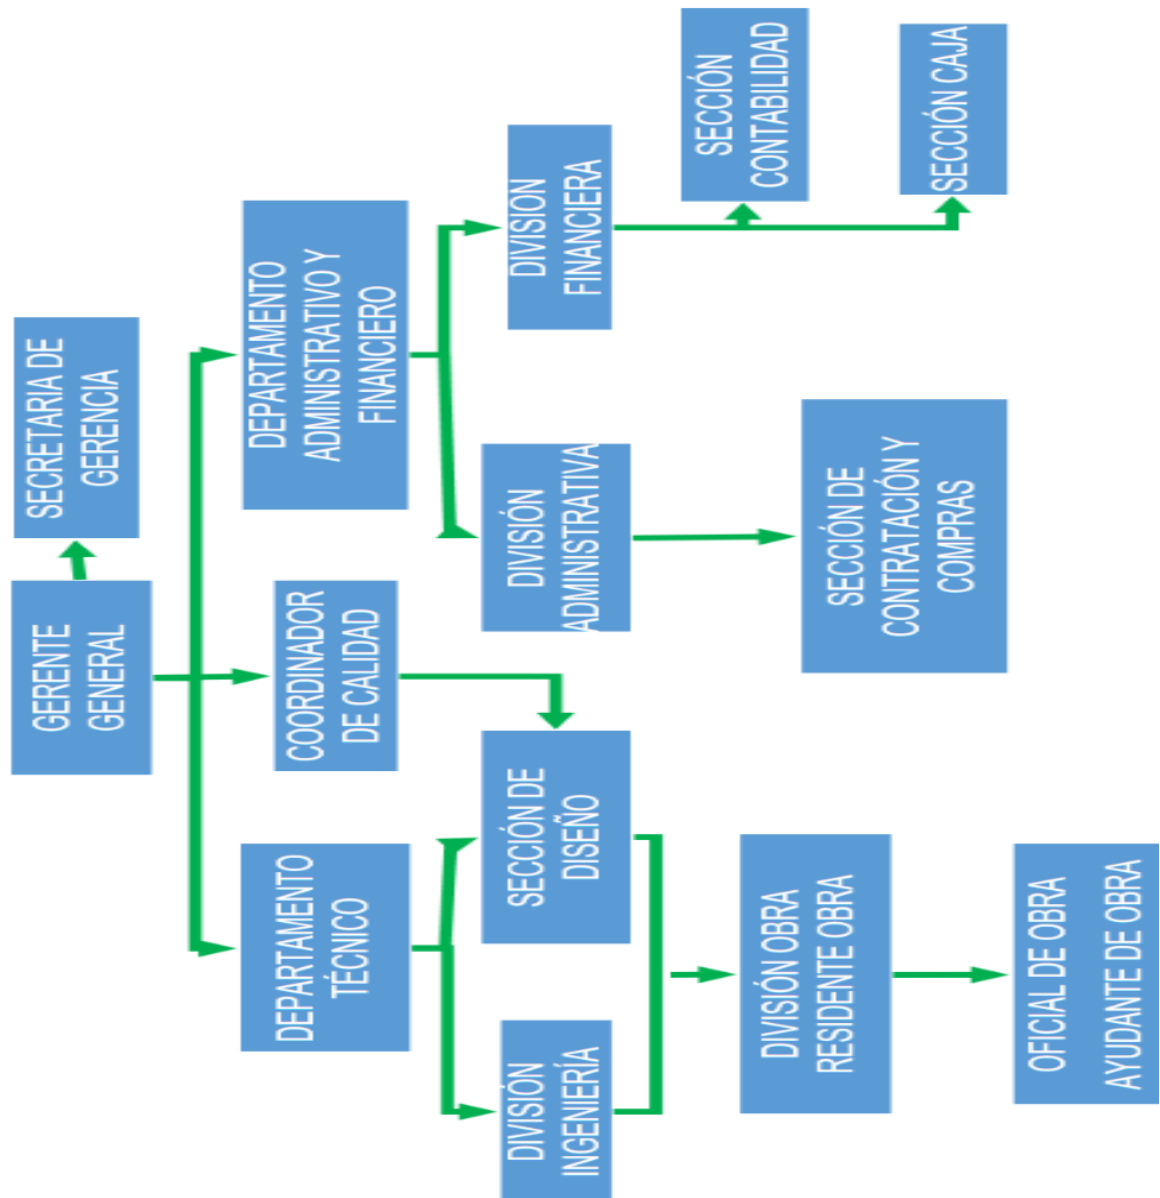 GERENTE
GENERAL
SECRETARIA DE
GERENCIA
DEPARTAMENTO
TÉCNICO
COORDINADOR
DE CALIDAD
DEPARTAMENTO
ADMINISTRATIVO Y
FINANCIERO
DIVISIÓN
INGENIERÍA
SECCIÓN DE
DISEÑO
DIVISIÓN
ADMINISTRATIVA
DIVISION
FINANCIERA
DIVISIÓN OBRA
RESIDENTE OBRA
SECCIÓN DE
CONTRATACIÓN Y
COMPRAS
SECCIÓN
CONTABILIDAD
SECCIÓN CAJA
OFICIAL DE OBRA
AYUDANTE DE OBRA